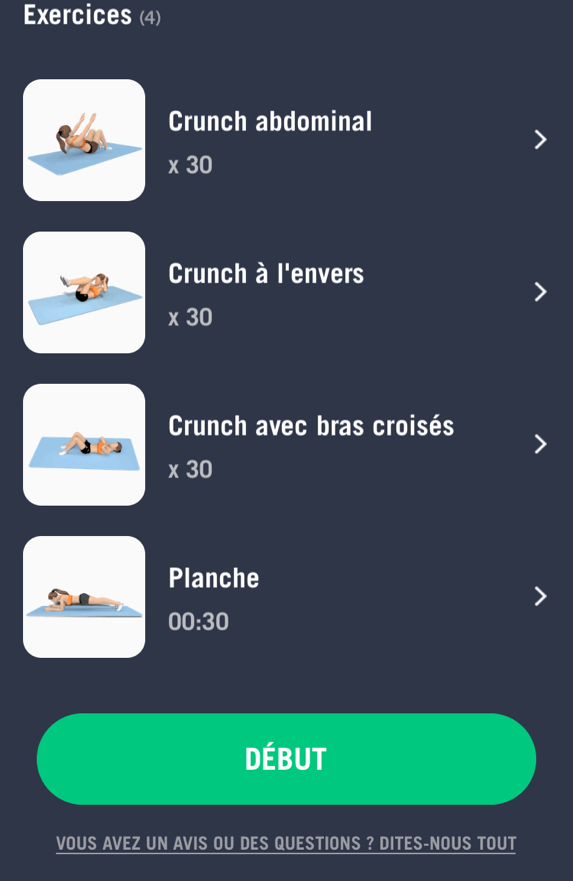 Exercices (4)
Crunch abdominal
x 30
Crunch à l'envers
x 30
Crunch avec bras croisés
x 30
Planche
00:30
DÉBUT
VOUS AVEZ UN AVIS OU DES QUESTIONS ? DITES-NOUS TOUT